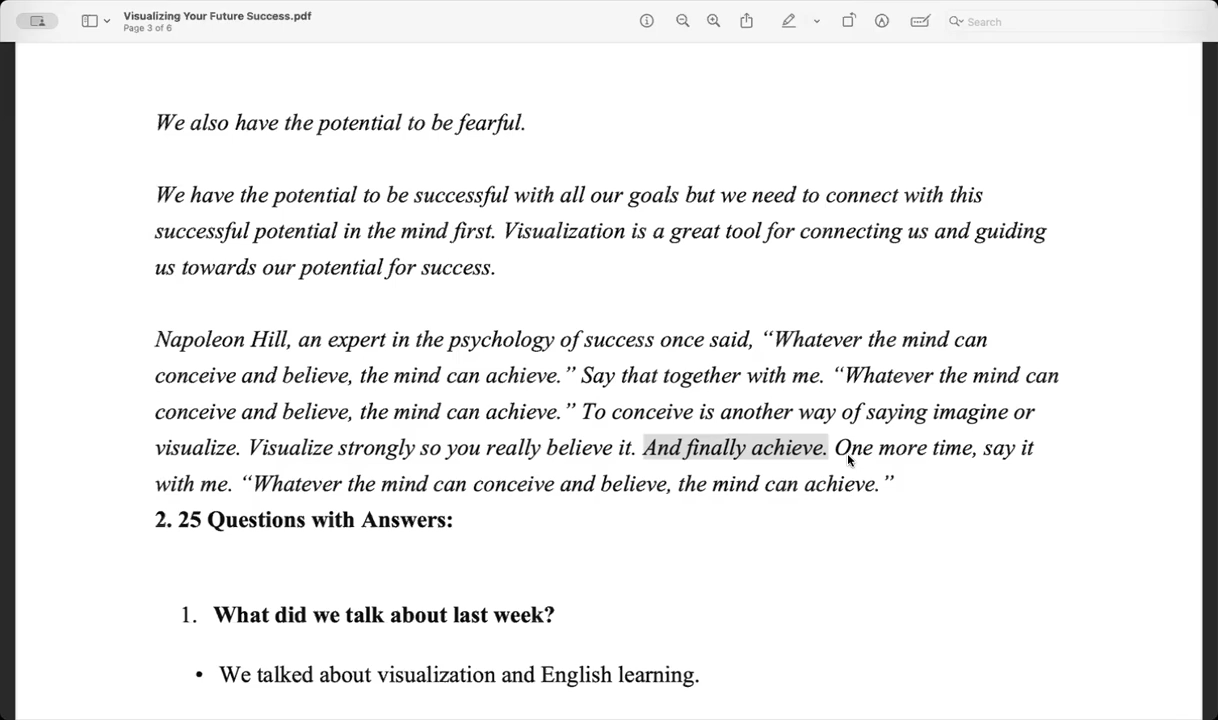 Visualizing Your Future Success.pdf
Page 3 of 6
Search
We also have the potential to be fearful.
We have the potential to be successful with all our goals but we need to connect with this
successful potential in the mind first. Visualization is a great tool for connecting us and guiding
us towards our potential for success.
Napoleon Hill, an expert in the psychology of success once said, “Whatever the mind can
conceive and believe, the mind can achieve.” Say that together with me. “Whatever the mind can
conceive and believe, the mind can achieve.” To conceive is another way of saying imagine or
visualize. Visualize strongly so you really believe it. And finally achieve. One more time, say it
with me. “Whatever the mind can conceive and believe, the mind can achieve.”
2. 25 Questions with Answers:
1. What did we talk about last week?
• We talked about visualization and English learning.